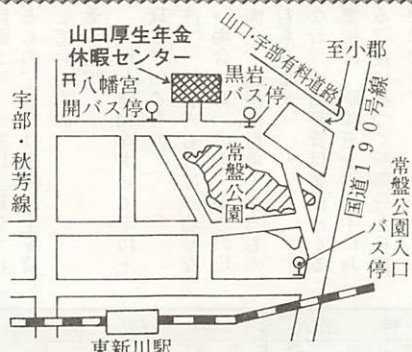 山口厚生年金
休暇センター
八幡宮
開バス停
黒岩
バス停
山口・宇部有料道路
至小郡
宇部・秋芳線
常盤公園
国道190号線
常盤公園入口
バス停
東新川駅